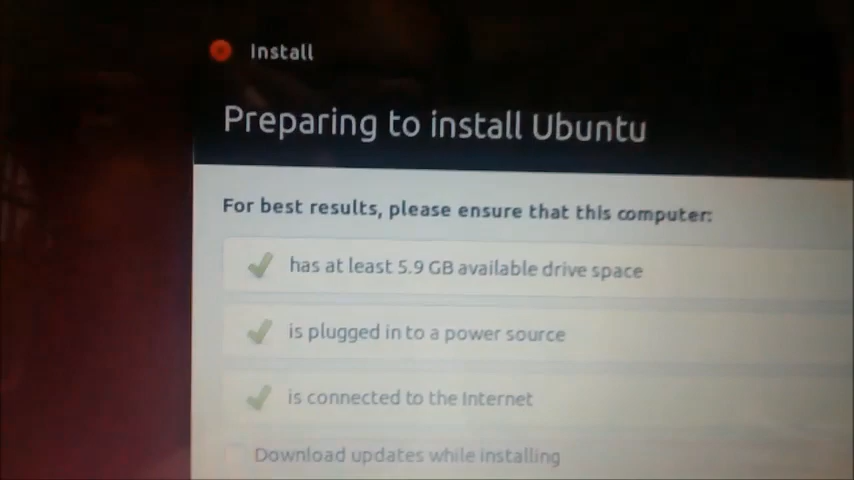 Install
Preparing to install Ubuntu
For best results, please ensure that this computer:
has at least 5.9 GB available drive space
is plugged in to a power source
is connected to the Internet
Download updates while installing